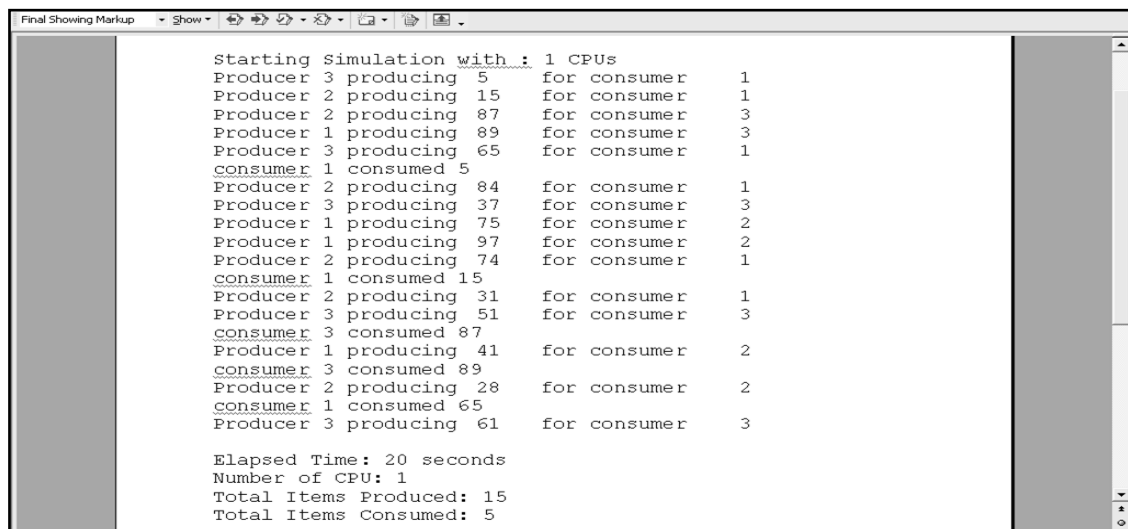 Final Showing Markup Show
Starting Simulation with : 1 CPUs
Producer 3 producing 5 for consumer 1
Producer 2 producing 15 for consumer 1
Producer 2 producing 87 for consumer 3
Producer 1 producing 89 for consumer 3
Producer 3 producing 65 for consumer 1
consumer 1 consumed 5
Producer 2 producing 84 for consumer 1
Producer 3 producing 37 for consumer 3
Producer 1 producing 75 for consumer 2
Producer 1 producing 97 for consumer 2
Producer 2 producing 74 for consumer 1
consumer 1 consumed 15
Producer 2 producing 31 for consumer 1
Producer 3 producing 51 for consumer 3
consumer 3 consumed 87
Producer 1 producing 41 for consumer 2
consumer 3 consumed 89
Producer 2 producing 28 for consumer 2
consumer 1 consumed 65
Producer 3 producing 61 for consumer 3
Elapsed Time: 20 seconds
Number of CPU: 1
Total Items Produced: 15
Total Items Consumed: 5